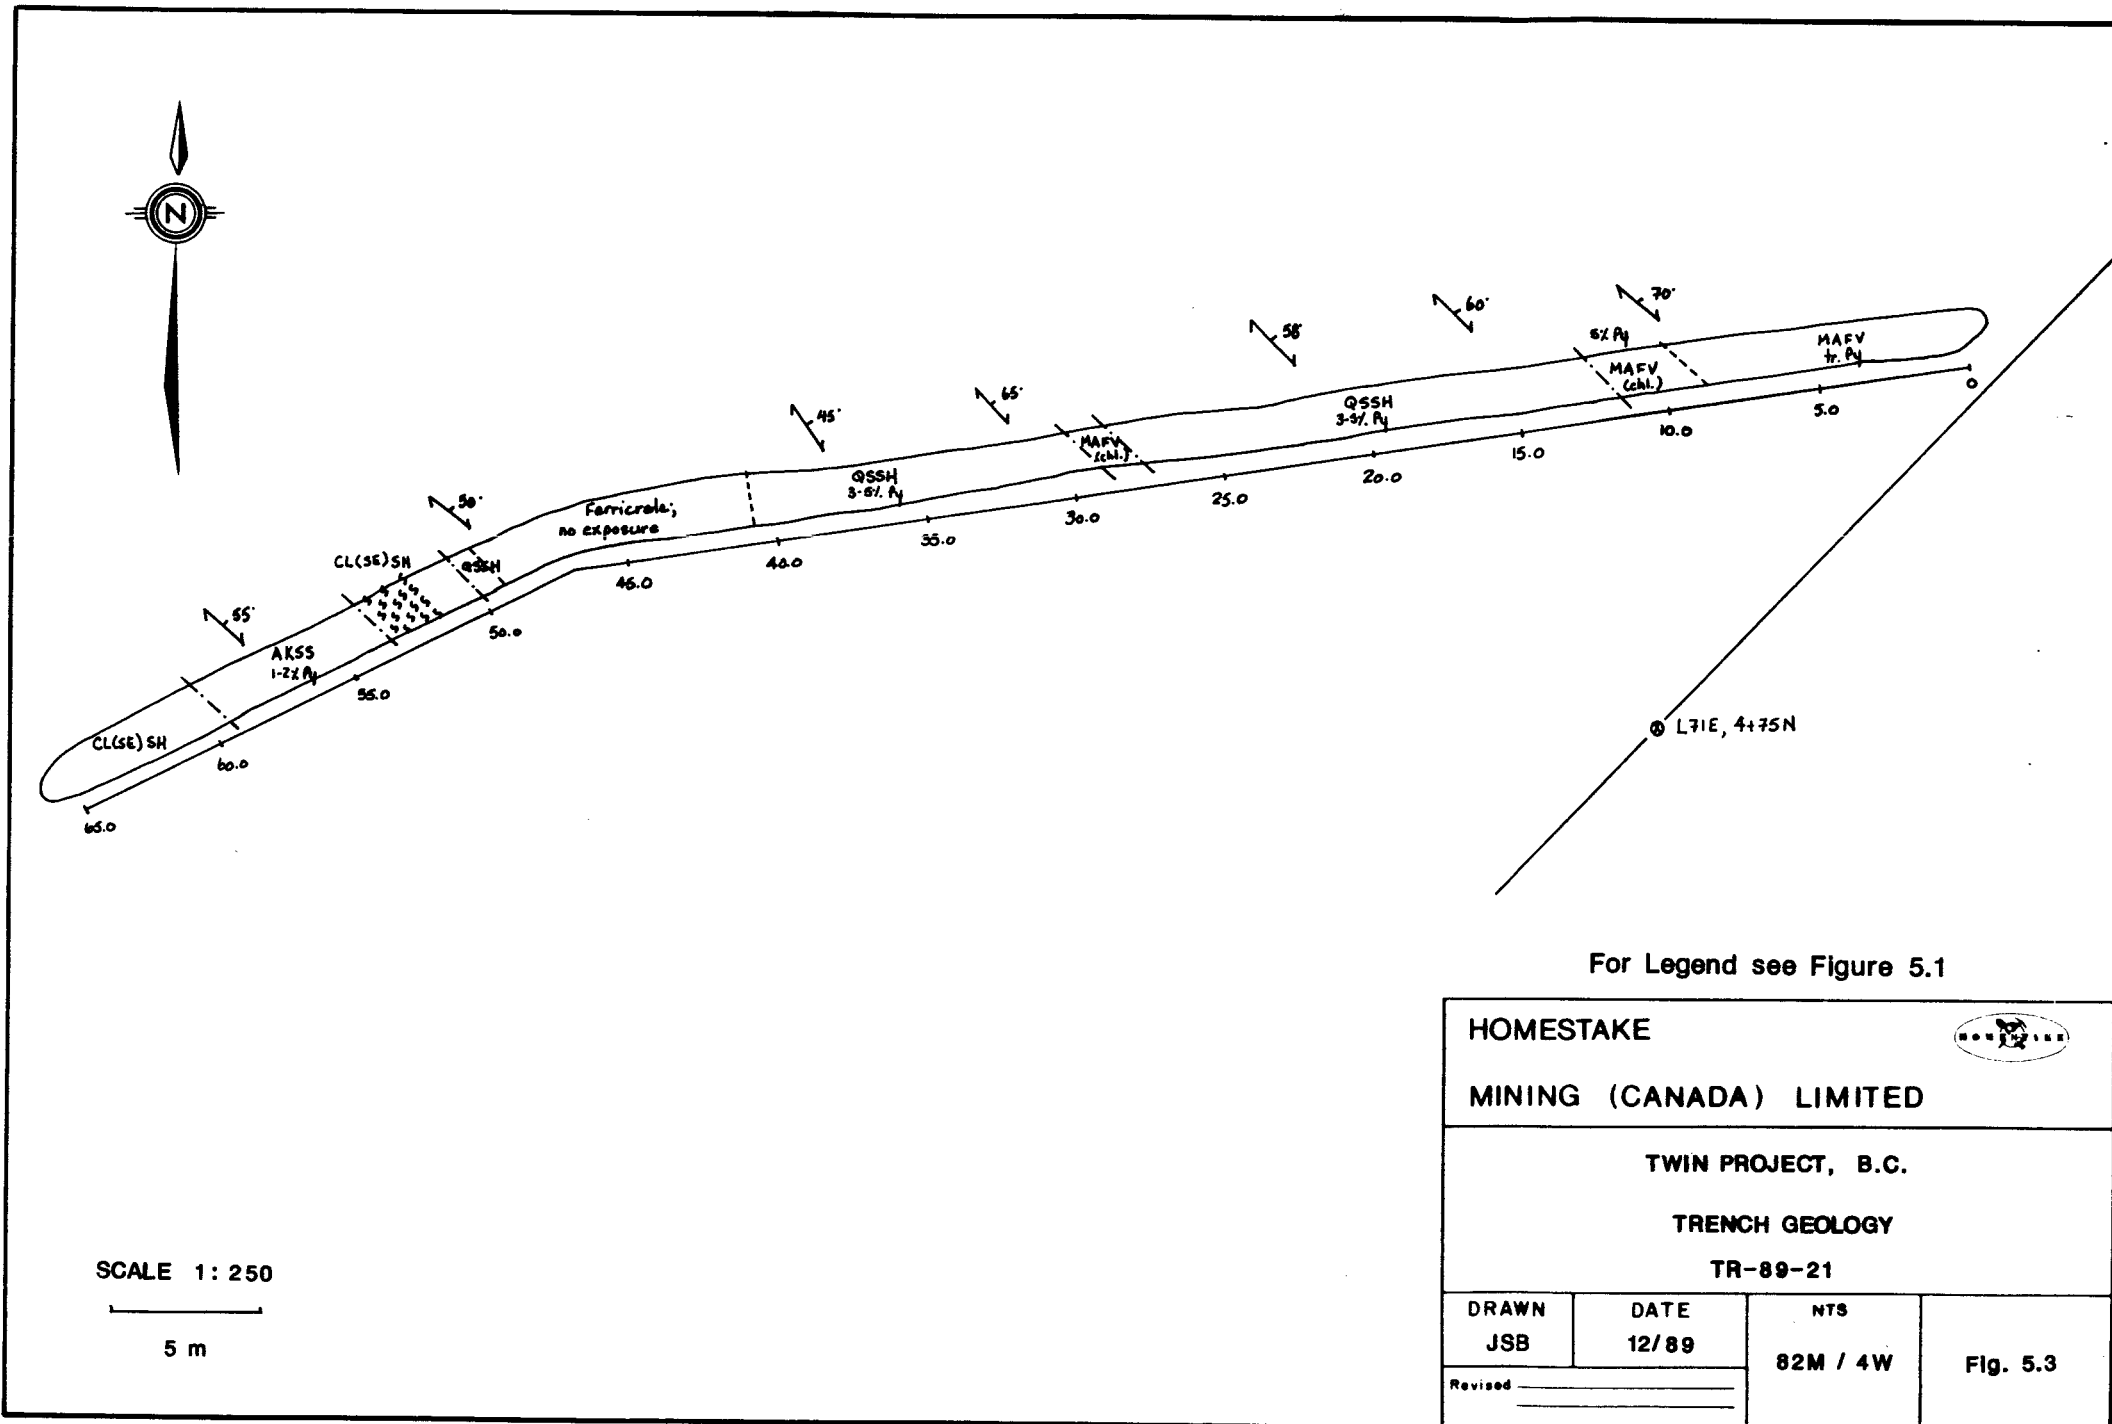 N
70°
60°
58°
65°
45°
50°
55°
5% Py
MAFV
tr. Py
MAFV
(chl.)
QSSH
3-5% Py
MAFV
(chl.)
QSSH
3-5% Py
Ferricrete;
no exposure
QSSH
CL(SE)SH
AKSS
1-2% Py
CL(SE)SH
0
5.0
10.0
15.0
20.0
25.0
30.0
35.0
40.0
45.0
50.0
55.0
60.0
65.0
L71E, 4+75N
For Legend see Figure 5.1
HOMESTAKE
HOMESTAKE
MINING (CANADA) LIMITED
TWIN PROJECT, B.C.
TRENCH GEOLOGY
TR-89-21
DRAWN
JSB
DATE
12/89
NTS
82M / 4W
Fig. 5.3
Revised
SCALE 1:250
5 m